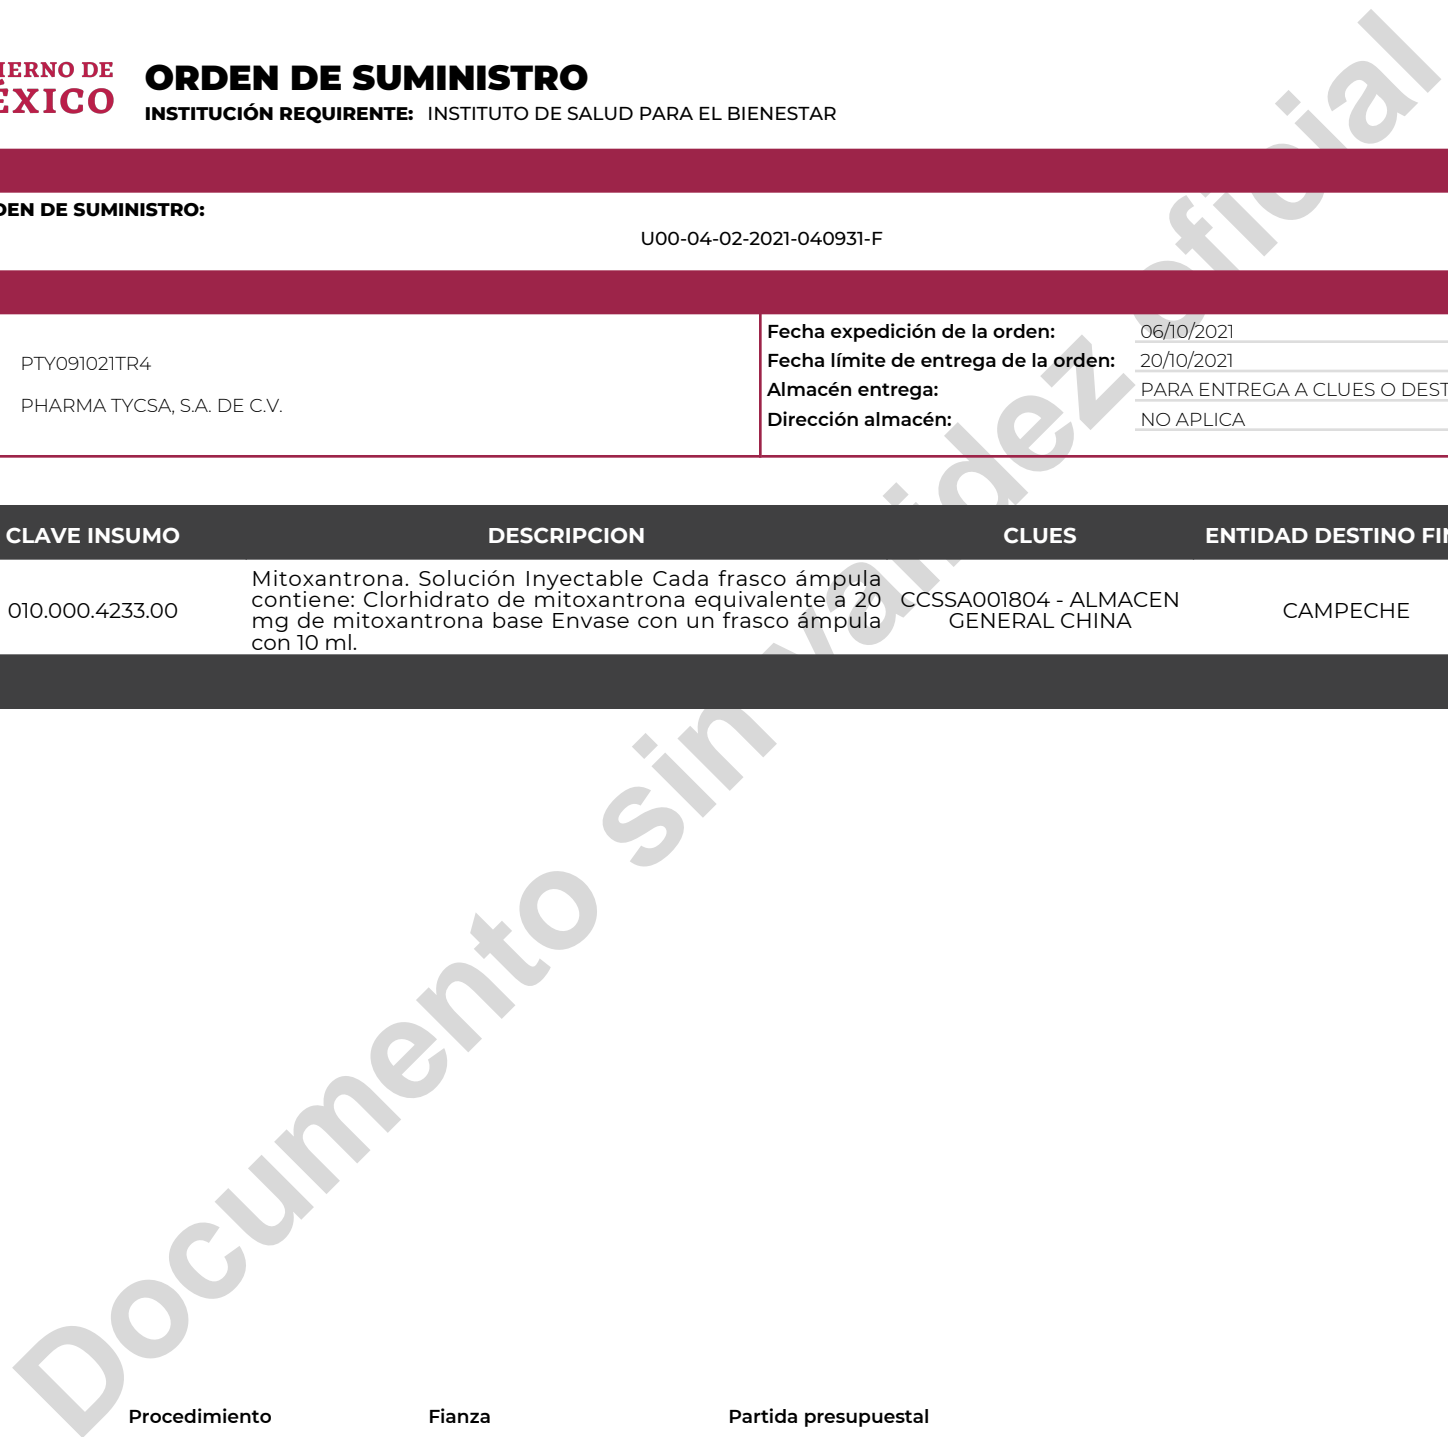 IERNO DE
ÉXICO
ORDEN DE SUMINISTRO
INSTITUCIÓN REQUIRENTE: INSTITUTO DE SALUD PARA EL BIENESTAR
DEN DE SUMINISTRO:
U00-04-02-2021-040931-F
PTY091021TR4
PHARMA TYCSA, S.A. DE C.V.
Fecha expedición de la orden: 06/10/2021
Fecha límite de entrega de la orden: 20/10/2021
Almacén entrega: PARA ENTREGA A CLUES O DEST
Dirección almacén: NO APLICA
CLAVE INSUMO DESCRIPCION CLUES ENTIDAD DESTINO FIN
010.000.4233.00
Mitoxantrona. Solución Inyectable Cada frasco ámpula
contiene: Clorhidrato de mitoxantrona equivalente a 20
mg de mitoxantrona base Envase con un frasco ámpula
con 10 ml.
CCSSA001804 - ALMACEN
GENERAL CHINA
CAMPECHE
Documento sin validez oficial
Procedimiento Fianza Partida presupuestal